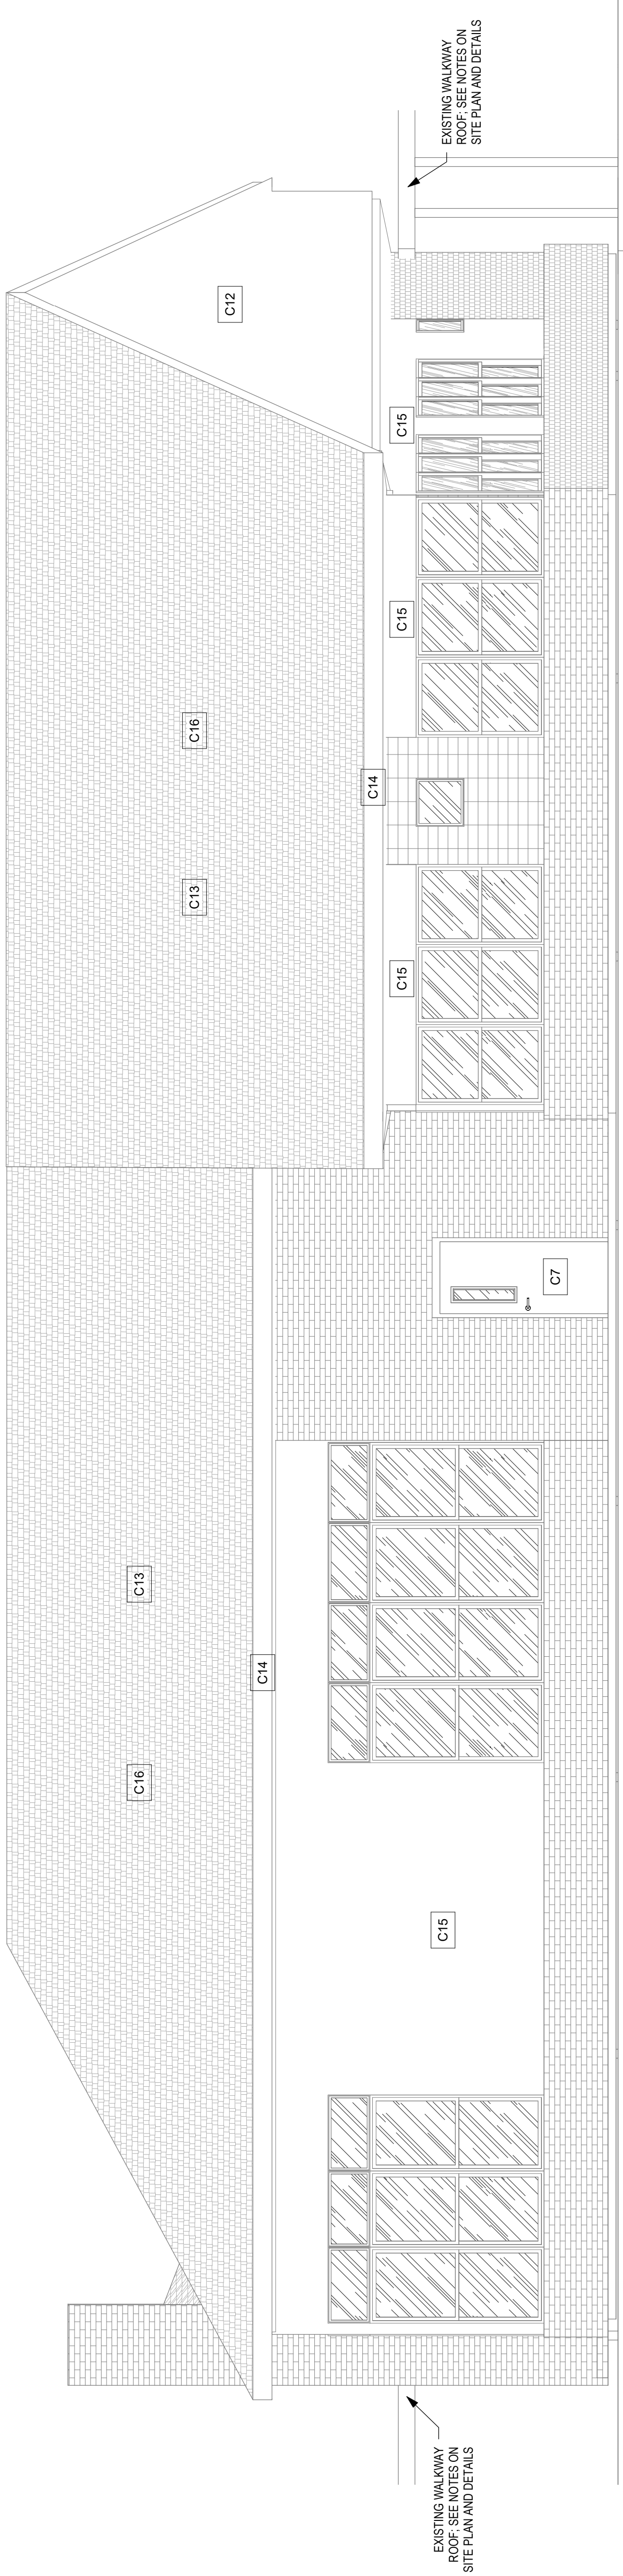 EXISTING WALKWAY
ROOF; SEE NOTES ON
SITE PLAN AND DETAILS
C16
C13
C14
C15
C7
C13
C16
C14
C15
C15
C15
C12
EXISTING WALKWAY
ROOF; SEE NOTES ON
SITE PLAN AND DETAILS